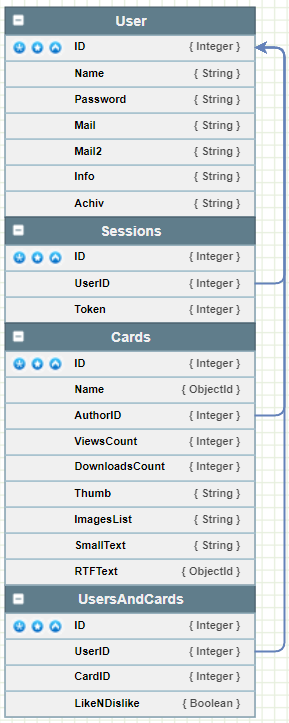 User
ID { Integer }
Name { String }
Password { String }
Mail { String }
Mail2 { String }
Info { String }
Achiv { String }
Sessions
ID { Integer }
UserID { Integer }
Token { Integer }
Cards
ID { Integer }
Name { ObjectId }
AuthorID { Integer }
ViewsCount { Integer }
DownloadsCount { Integer }
Thumb { String }
ImagesList { String }
SmallText { String }
RTFText { ObjectId }
UsersAndCards
ID { Integer }
UserID { Integer }
CardID { Integer }
LikeNDislike { Boolean }